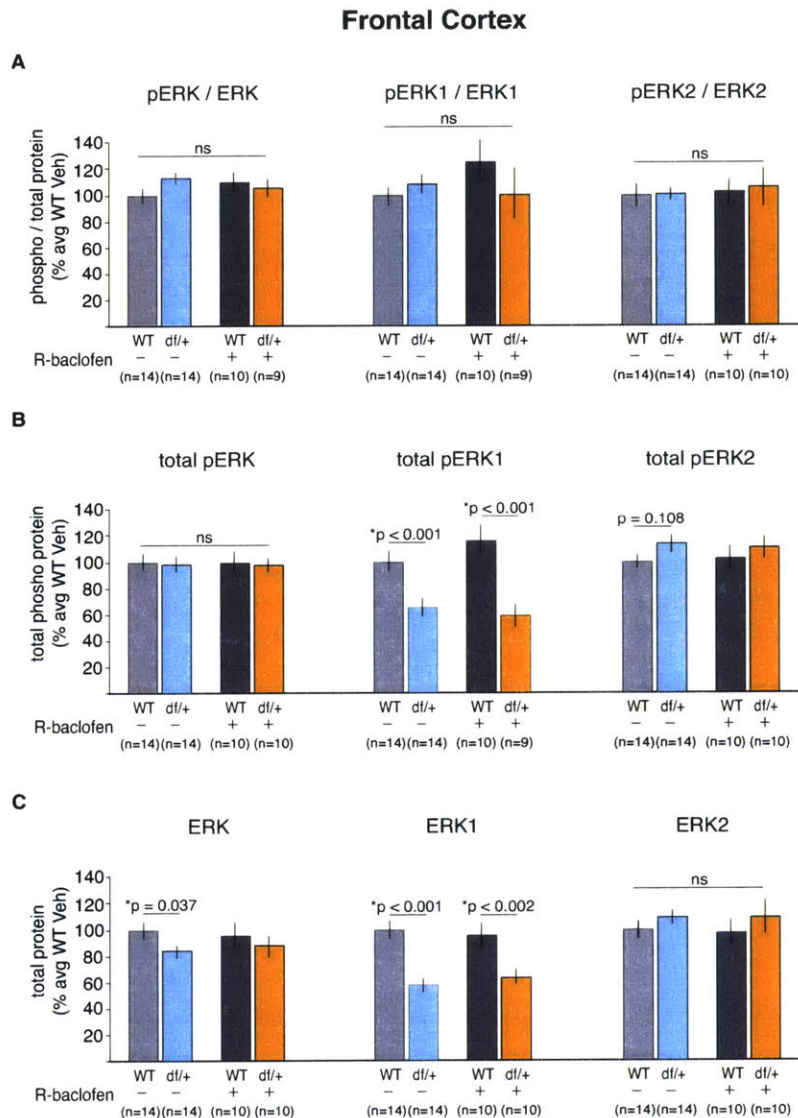 Frontal Cortex
A
pERK / ERK
pERK1 / ERK1
pERK2 / ERK2
phospho / total protein
(% avg WT Veh)
140
120
100
80
60
40
20
ns
ns
ns
WT df/+ WT df/+
WT df/+ WT df/+
WT df/+ WT df/+
R-baclofen − − + +
− − + +
− − + +
(n=14)(n=14) (n=10)(n=9)
(n=14)(n=14) (n=10)(n=9)
(n=14)(n=14) (n=10)(n=10)
B
total pERK
total pERK1
total pERK2
total phosho protein
(% avg WT Veh)
140
120
100
80
60
40
20
ns
*p < 0.001
*p < 0.001
p = 0.108
WT df/+ WT df/+
WT df/+ WT df/+
WT df/+ WT df/+
R-baclofen − − + +
− − + +
− − + +
(n=14)(n=14) (n=10)(n=10)
(n=14)(n=14) (n=10)(n=9)
(n=14)(n=14) (n=10)(n=10)
C
ERK
ERK1
ERK2
total protein
(% avg WT Veh)
140
120
100
80
60
40
20
*p = 0.037
*p < 0.001
*p < 0.002
ns
WT df/+ WT df/+
WT df/+ WT df/+
WT df/+ WT df/+
R-baclofen − − + +
− − + +
− − + +
(n=14)(n=14) (n=10)(n=10)
(n=14)(n=14) (n=10)(n=10)
(n=14)(n=14) (n=10)(n=10)